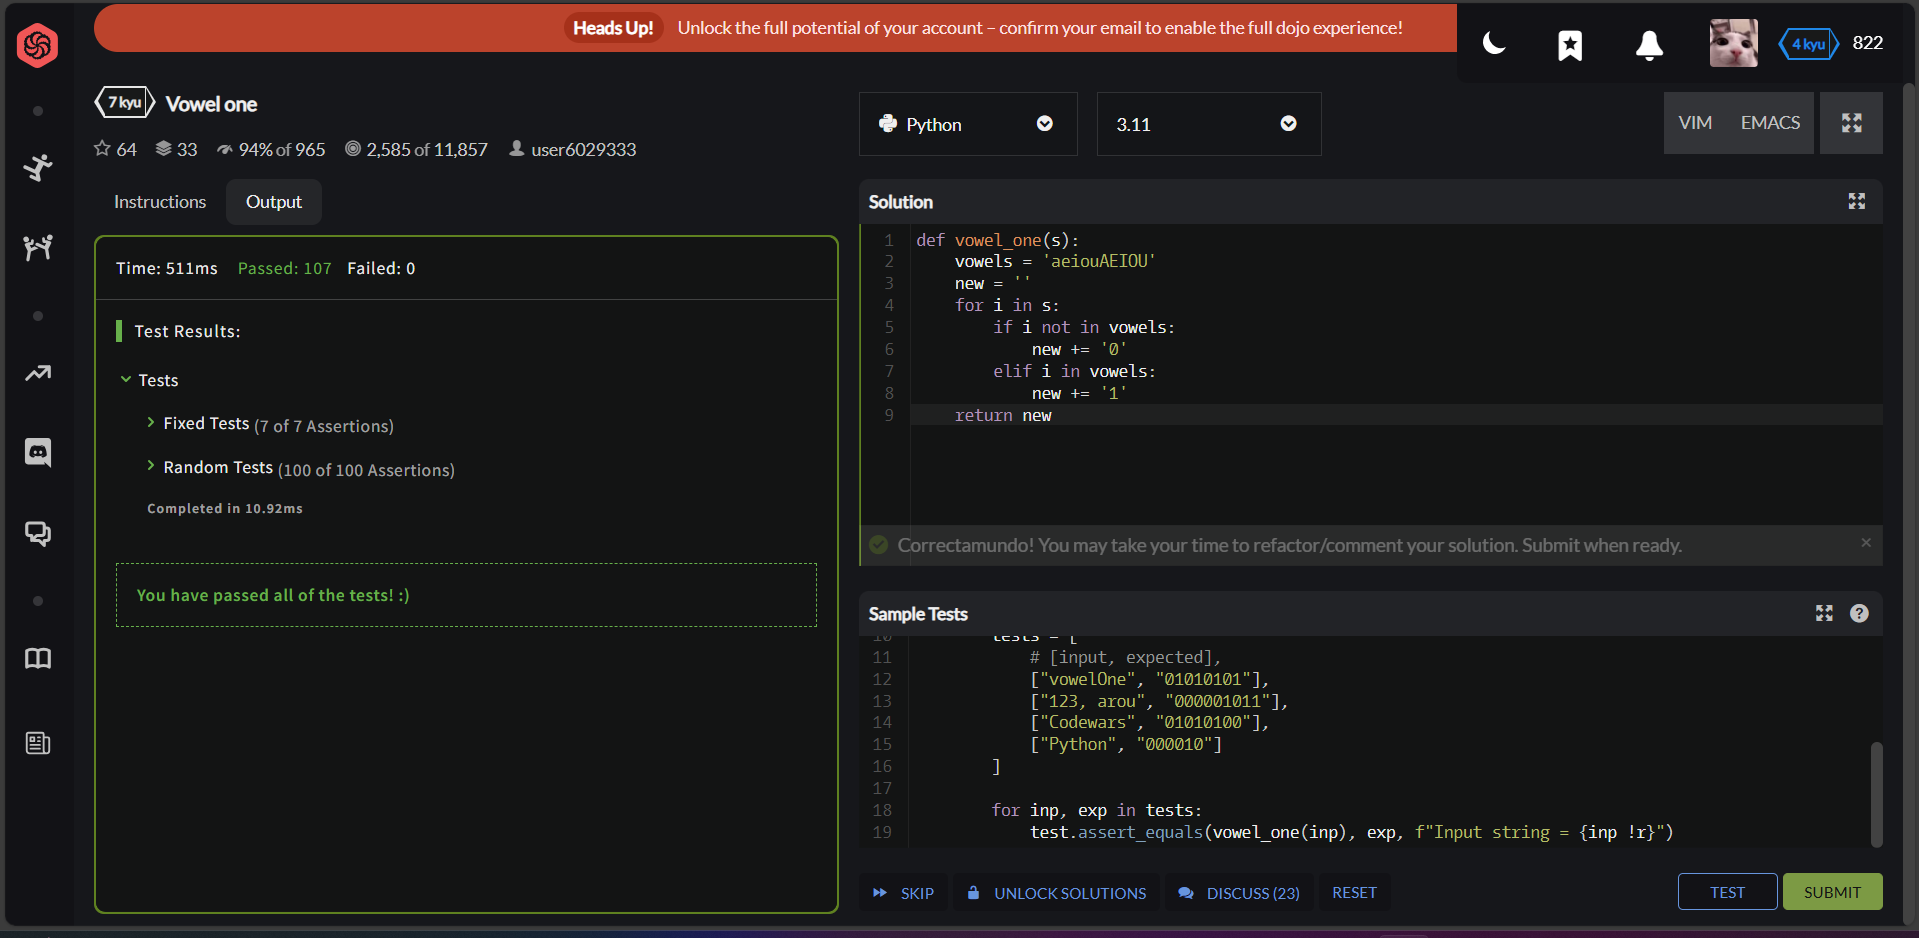 Heads Up! Unlock the full potential of your account – confirm your email to enable the full dojo experience!
4 kyu 822
7 kyu Vowel one
64 33 94% of 965 2,585 of 11,857 user6029333
Python 3.11 VIM EMACS
Instructions Output
Time: 511ms Passed: 107 Failed: 0
Test Results:
Tests
Fixed Tests (7 of 7 Assertions)
Random Tests (100 of 100 Assertions)
Completed in 10.92ms
You have passed all of the tests! :)
Solution
1 def vowel_one(s):
2     vowels = 'aeiouAEIOU'
3     new = ''
4     for i in s:
5         if i not in vowels:
6             new += '0'
7         elif i in vowels:
8             new += '1'
9     return new
Correctamundo! You may take your time to refactor/comment your solution. Submit when ready. ×
Sample Tests ?
10         tests = [
11             # [input, expected],
12             ["vowelOne", "01010101"],
13             ["123, arou", "000001011"],
14             ["Codewars", "01010100"],
15             ["Python", "000010"]
16         ]
17
18         for inp, exp in tests:
19             test.assert_equals(vowel_one(inp), exp, f"Input string = {inp !r}")
SKIP UNLOCK SOLUTIONS DISCUSS (23) RESET TEST SUBMIT